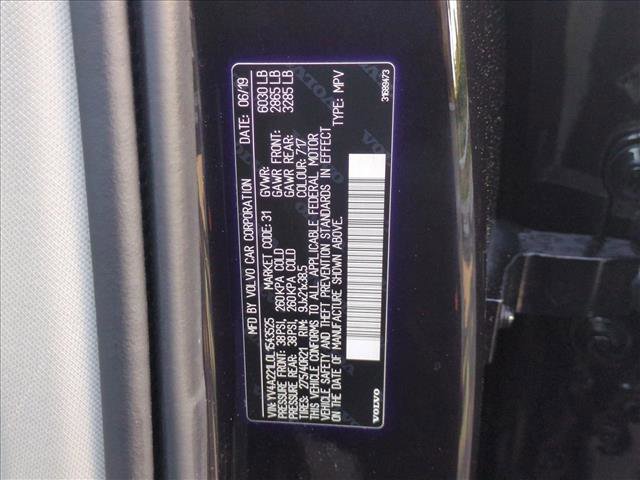 MFD BY VOLVO CAR CORPORATION DATE: 06/19
VIN: YV4A221L0L1543525 MARKET CODE: 31 GVWR: 6030 LB
PRESSURE FRONT: 38PSI, 260KPA COLD GAWR FRONT: 2865 LB
PRESSURE REAR: 38PSI, 260KPA COLD GAWR REAR: 3285 LB
TIRES: 275/40R21 RIM: 9Jx21x38.5 COLOUR: 717
THIS VEHICLE CONFORMS TO ALL APPLICABLE FEDERAL MOTOR
VEHICLE SAFETY AND THEFT PREVENTION STANDARDS IN EFFECT
ON THE DATE OF MANUFACTURE SHOWN ABOVE.
TYPE: MPV
VOLVO
31689473